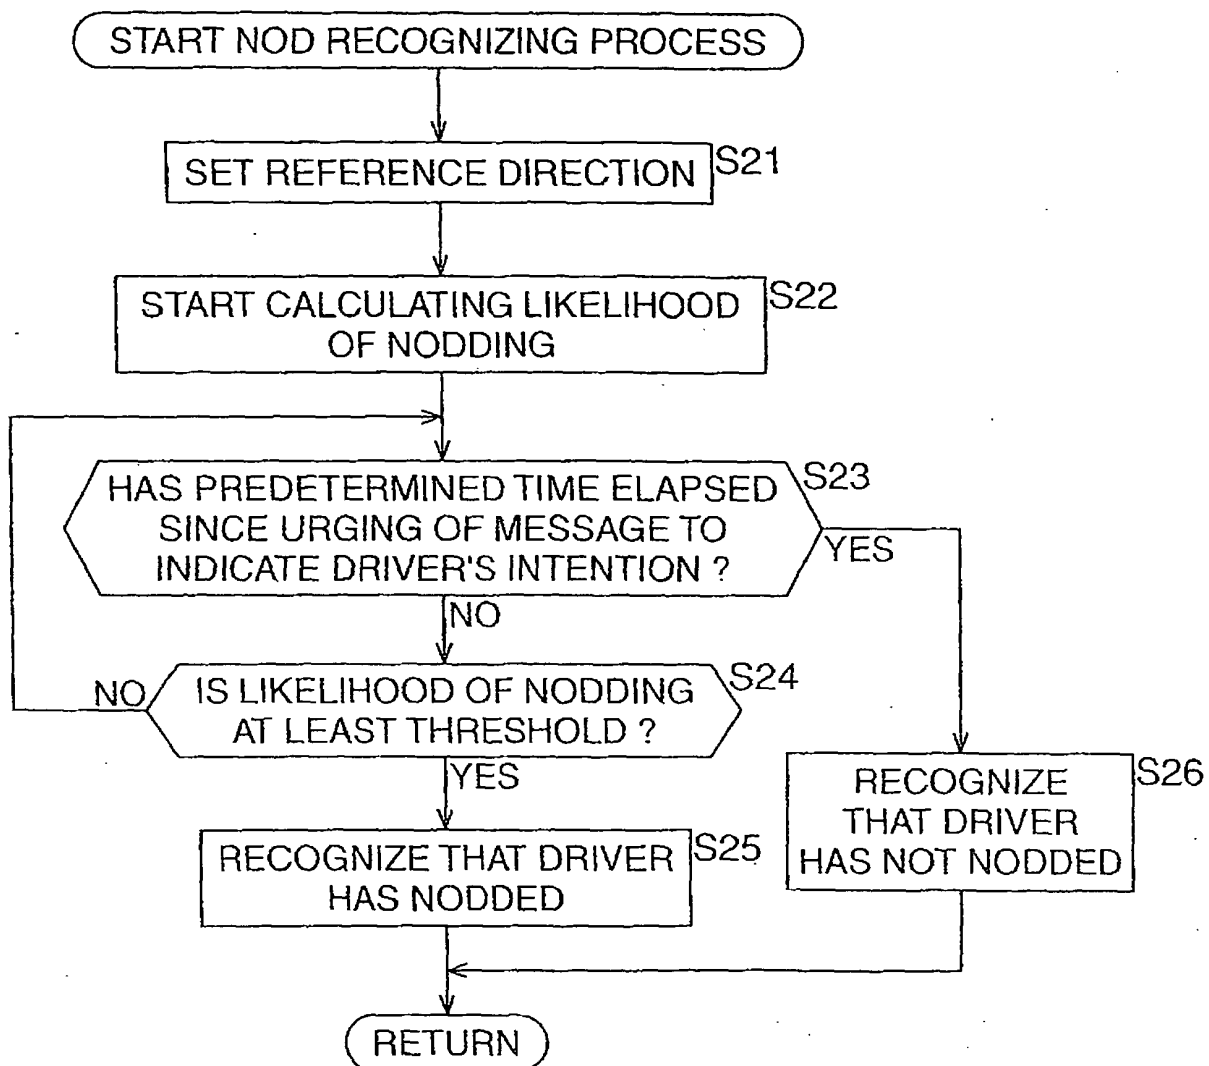 START NOD RECOGNIZING PROCESS
SET REFERENCE DIRECTION
S21
START CALCULATING LIKELIHOOD
OF NODDING
S22
HAS PREDETERMINED TIME ELAPSED
SINCE URGING OF MESSAGE TO
INDICATE DRIVER'S INTENTION ?
S23
YES
NO
IS LIKELIHOOD OF NODDING
AT LEAST THRESHOLD ?
S24
NO
YES
RECOGNIZE THAT DRIVER
HAS NODDED
S25
RECOGNIZE
THAT DRIVER
HAS NOT NODDED
S26
RETURN